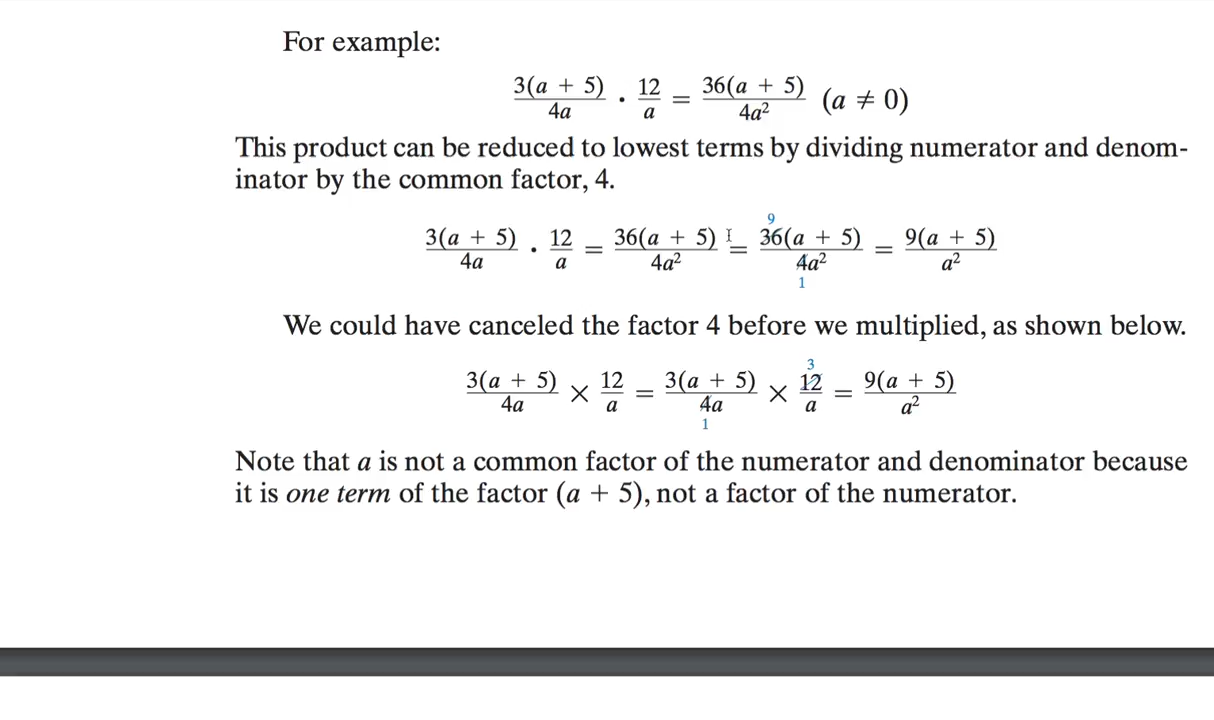 For example:
3(a + 5)/4a · 12/a = 36(a + 5)/4a² (a ≠ 0)
This product can be reduced to lowest terms by dividing numerator and denom-
inator by the common factor, 4.
3(a + 5)/4a · 12/a = 36(a + 5)/4a² = 9 36(a + 5)/4a² 1 = 9(a + 5)/a²
We could have canceled the factor 4 before we multiplied, as shown below.
3(a + 5)/4a × 12/a = 3(a + 5)/4a 1 × 3 12/a = 9(a + 5)/a²
Note that a is not a common factor of the numerator and denominator because
it is one term of the factor (a + 5), not a factor of the numerator.